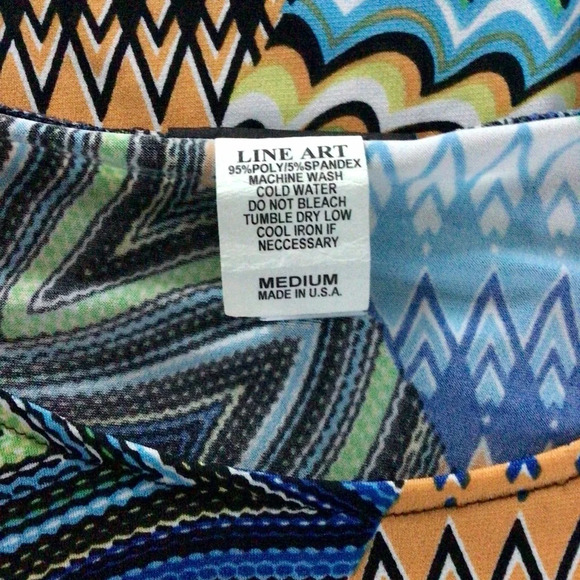 LINE ART
95%POLY/5%SPANDEX
MACHINE WASH
COLD WATER
DO NOT BLEACH
TUMBLE DRY LOW
COOL IRON IF
NECCESSARY
MEDIUM
MADE IN U.S.A.